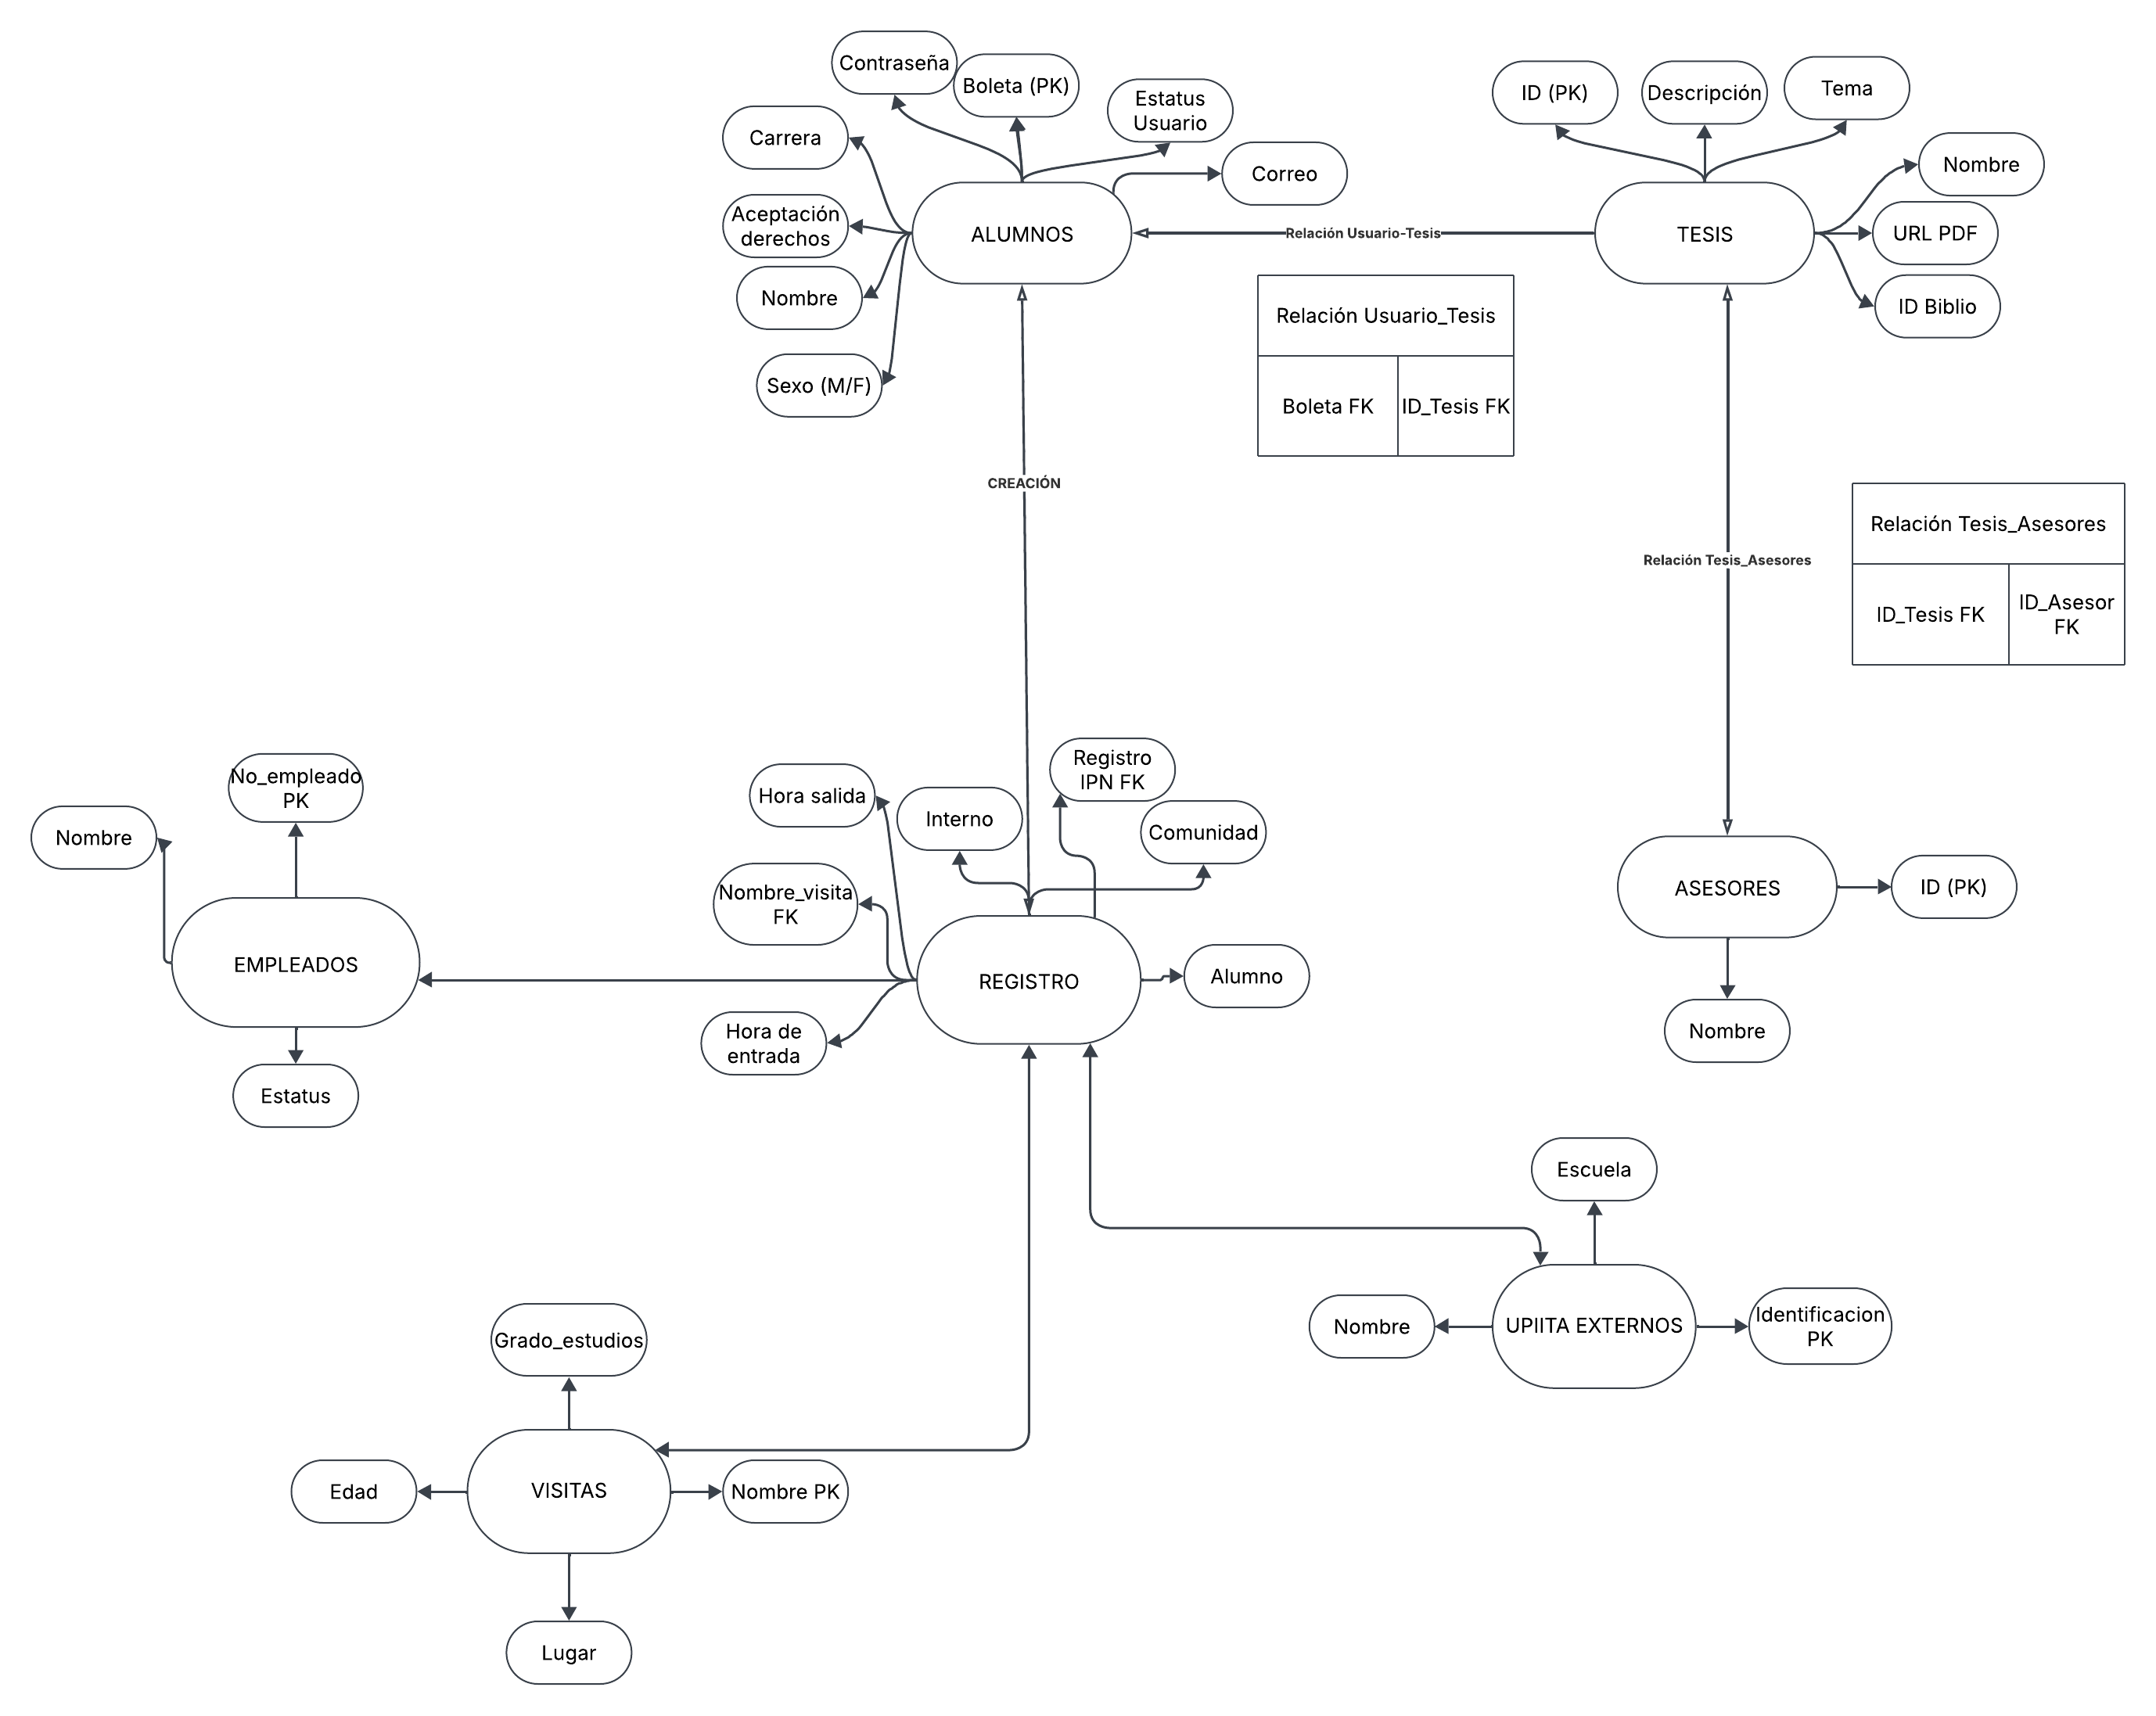 Contraseña
Boleta (PK)
Estatus
Usuario
Carrera
Correo
Aceptación
derechos
Nombre
Sexo (M/F)
ALUMNOS
Relación Usuario-Tesis
ID (PK)
Descripción
Tema
Nombre
URL PDF
ID Biblio
TESIS
Relación Usuario_Tesis
Boleta FK
ID_Tesis FK
CREACIÓN
Relación Tesis_Asesores
Relación Tesis_Asesores
ID_Tesis FK
ID_Asesor
FK
No_empleado
PK
Nombre
EMPLEADOS
Estatus
Hora salida
Interno
Registro
IPN FK
Comunidad
Nombre_visita
FK
REGISTRO
Alumno
Hora de
entrada
ASESORES
ID (PK)
Nombre
Escuela
Nombre
UPIITA EXTERNOS
Identificacion
PK
Grado_estudios
Edad
VISITAS
Nombre PK
Lugar